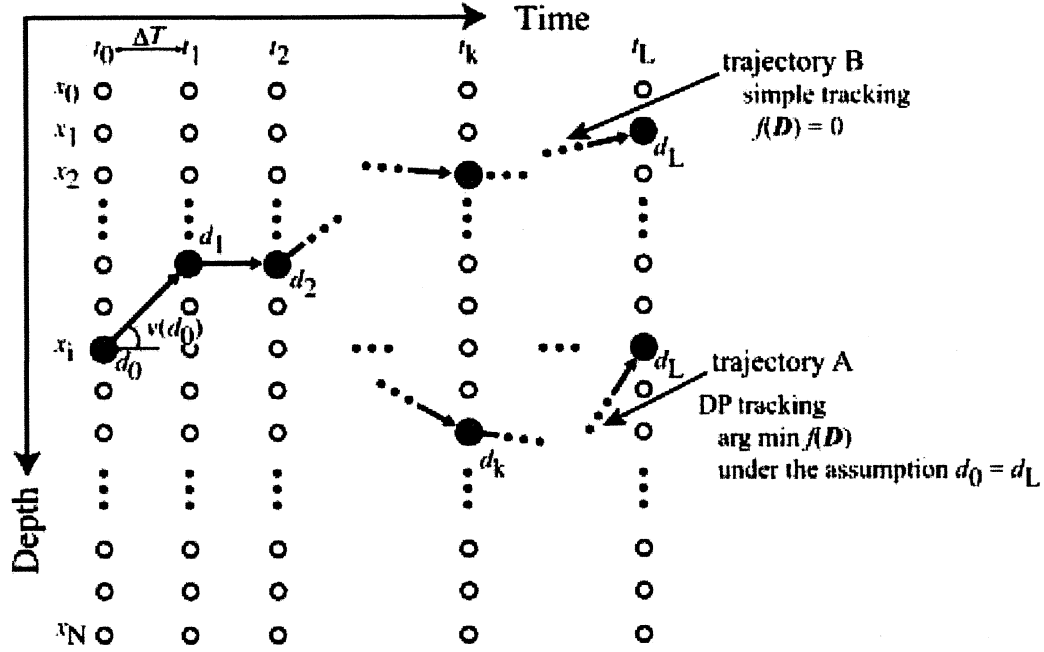 Time
t0 ΔT t1 t2 tk tL
x0
x1
x2
xi
xN
Depth
d0
v(d0)
d1
d2
dk
dL
trajectory B
simple tracking
f(D) = 0
dL
trajectory A
DP tracking
arg min f(D)
under the assumption d0 = dL